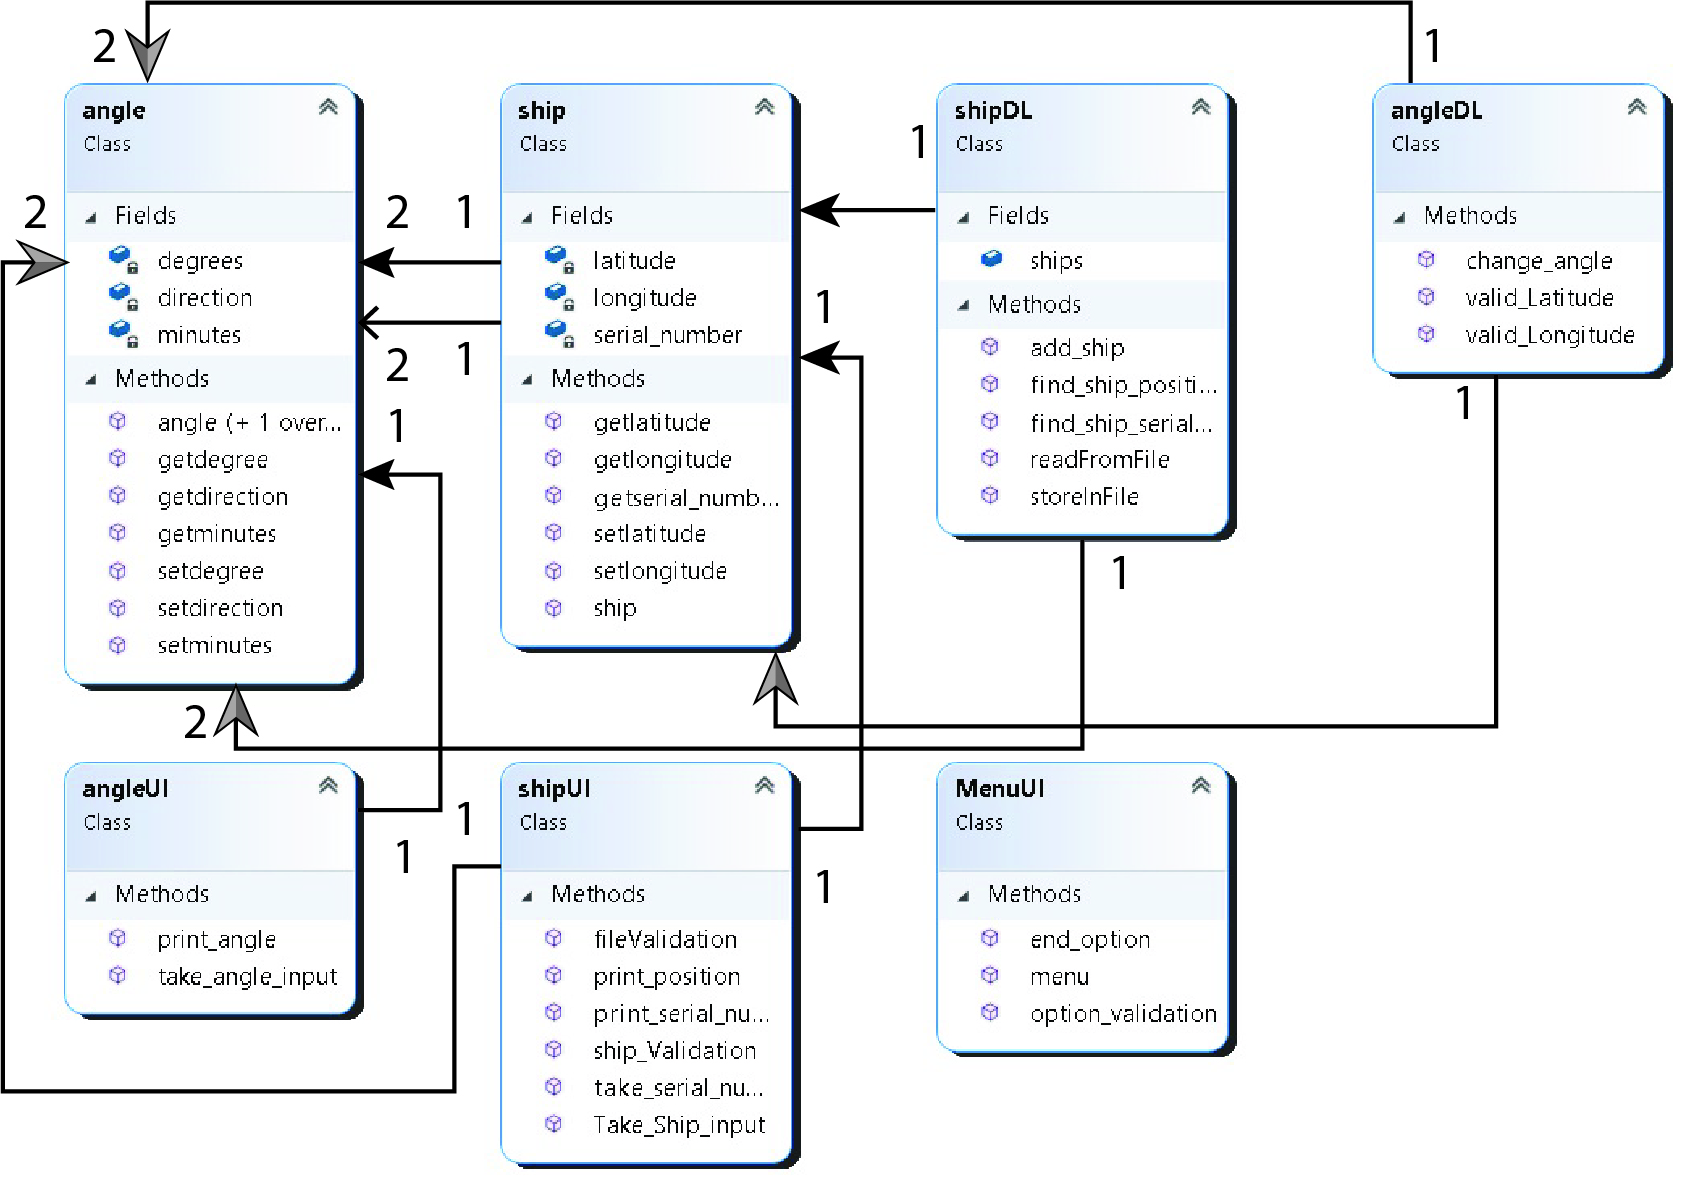 2
1
angle
Class
Fields
degrees
direction
minutes
Methods
angle (+ 1 over...
getdegree
getdirection
getminutes
setdegree
setdirection
setminutes
2
2
1
2
1
1
2
ship
Class
Fields
latitude
longitude
serial_number
Methods
getlatitude
getlongitude
getserial_numb...
setlatitude
setlongitude
ship
1
1
shipDL
Class
Fields
ships
Methods
add_ship
find_ship_positi...
find_ship_serial...
readFromFile
storeInFile
1
angleDL
Class
Methods
change_angle
valid_Latitude
valid_Longitude
1
angleUI
Class
Methods
print_angle
take_angle_input
1
1
shipUI
Class
Methods
fileValidation
print_position
print_serial_nu...
ship_Validation
take_serial_nu...
Take_Ship_input
1
MenuUI
Class
Methods
end_option
menu
option_validation